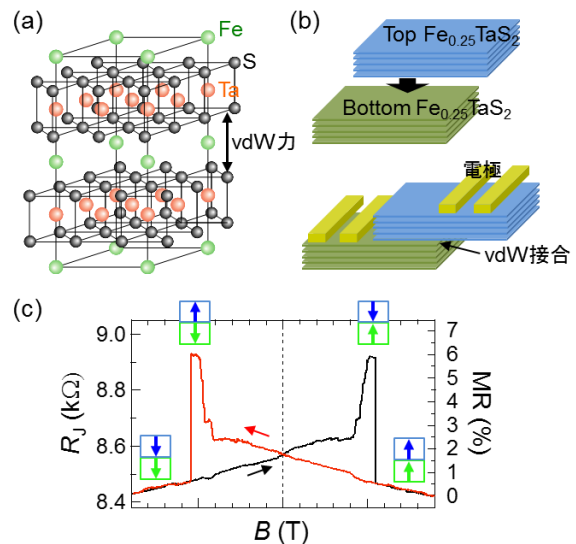 (a)
Fe
S
Ta
vdW力
(b)
Top Fe0.25TaS2
Bottom Fe0.25TaS2
電極
vdW接合
(c)
9.0
8.8
8.6
8.4
RJ (kΩ)
7
6
5
4
3
2
1
0
MR (%)
B (T)